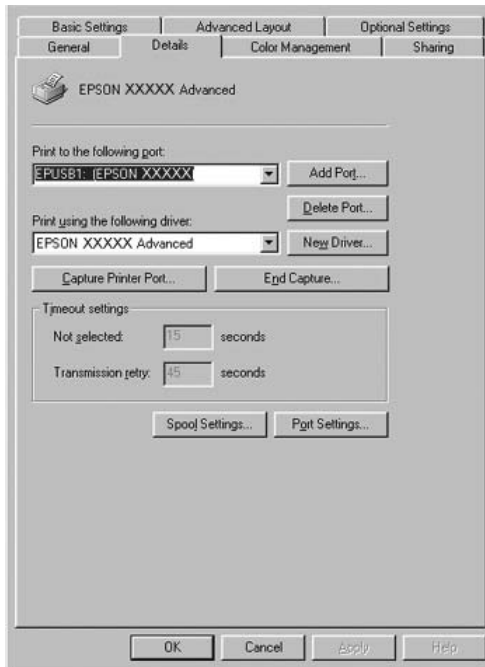 Basic Settings Advanced Layout Optional Settings
General Details Color Management Sharing
EPSON XXXXX Advanced
Print to the following port:
EPUSB1: (EPSON XXXXX Add Port...
Delete Port...
Print using the following driver:
EPSON XXXXX Advanced New Driver...
Capture Printer Port... End Capture...
Timeout settings
Not selected: 15 seconds
Transmission retry: 45 seconds
Spool Settings... Port Settings...
OK Cancel Apply Help